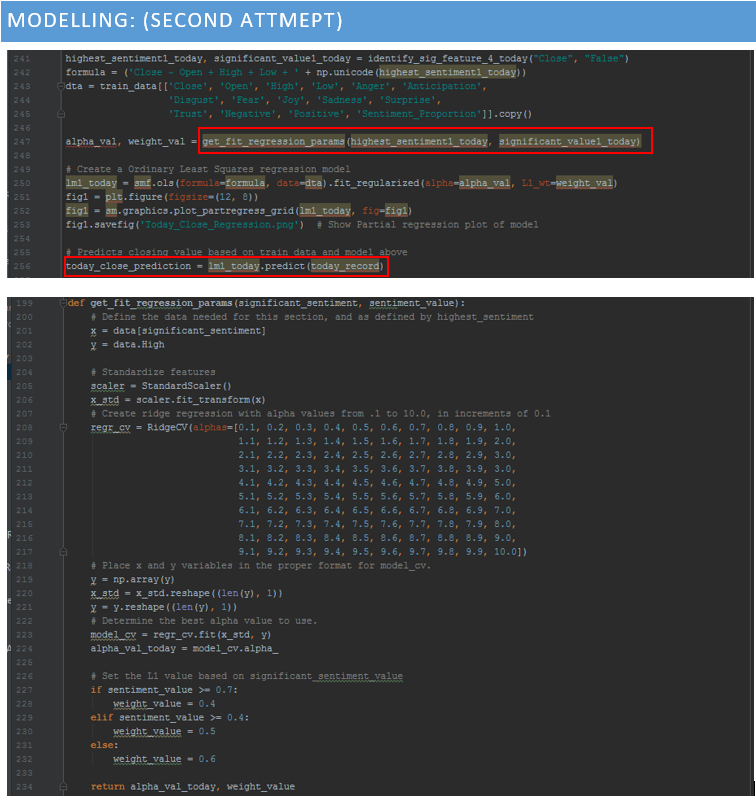 MODELLING: (SECOND ATTMEPT)
241 highest_sentiment1_today, significant_value1_today = identify_sig_feature_4_today("Close", "False")
242 formula = ('Close ~ Open + High + Low + ' + np.unicode(highest_sentiment1_today))
243 dta = train_data[['Close', 'Open', 'High', 'Low', 'Anger', 'Anticipation',
244 'Disgust', 'Fear', 'Joy', 'Sadness', 'Surprise',
245 'Trust', 'Negative', 'Positive', 'Sentiment_Proportion']].copy()
246
247 alpha_val, weight_val = get_fit_regression_params(highest_sentiment1_today, significant_value1_today)
248
249 # Create a Ordinary Least Squares regression model
250 lm1_today = smf.ols(formula=formula, data=dta).fit_regularized(alpha=alpha_val, L1_wt=weight_val)
251 fig1 = plt.figure(figsize=(12, 8))
252 fig1 = sm.graphics.plot_partregress_grid(lm1_today, fig=fig1)
253 fig1.savefig('Today_Close_Regression.png') # Show Partial regression plot of model
254
255 # Predicts closing value based on train data and model above
256 today_close_prediction = lm1_today.predict(today_record)
199 def get_fit_regression_params(significant_sentiment, sentiment_value):
200 # Define the data needed for this section, and as defined by highest_sentiment
201 x = data[significant_sentiment]
202 y = data.High
203
204 # Standardize features
205 scaler = StandardScaler()
206 x_std = scaler.fit_transform(x)
207 # Create ridge regression with alpha values from .1 to 10.0, in increments of 0.1
208 regr_cv = RidgeCV(alphas=[0.1, 0.2, 0.3, 0.4, 0.5, 0.6, 0.7, 0.8, 0.9, 1.0,
209 1.1, 1.2, 1.3, 1.4, 1.5, 1.6, 1.7, 1.8, 1.9, 2.0,
210 2.1, 2.2, 2.3, 2.4, 2.5, 2.6, 2.7, 2.8, 2.9, 3.0,
211 3.1, 3.2, 3.3, 3.4, 3.5, 3.6, 3.7, 3.8, 3.9, 3.0,
212 4.1, 4.2, 4.3, 4.4, 4.5, 4.6, 4.7, 4.8, 4.9, 5.0,
213 5.1, 5.2, 5.3, 5.4, 5.5, 5.6, 5.7, 5.8, 5.9, 6.0,
214 6.1, 6.2, 6.3, 6.4, 6.5, 6.6, 6.7, 6.8, 6.9, 7.0,
215 7.1, 7.2, 7.3, 7.4, 7.5, 7.6, 7.7, 7.8, 7.9, 8.0,
216 8.1, 8.2, 8.3, 8.4, 8.5, 8.6, 8.7, 8.8, 8.9, 9.0,
217 9.1, 9.2, 9.3, 9.4, 9.5, 9.6, 9.7, 9.8, 9.9, 10.0])
218 # Place x and y variables in the proper format for model_cv.
219 y = np.array(y)
220 x_std = x_std.reshape((len(y), 1))
221 y = y.reshape((len(y), 1))
222 # Determine the best alpha value to use.
223 model_cv = regr_cv.fit(x_std, y)
224 alpha_val_today = model_cv.alpha_
225
226 # Set the L1 value based on significant_sentiment_value
227 if sentiment_value >= 0.7:
228 weight_value = 0.4
229 elif sentiment_value >= 0.4:
230 weight_value = 0.5
231 else:
232 weight_value = 0.6
233
234 return alpha_val_today, weight_value